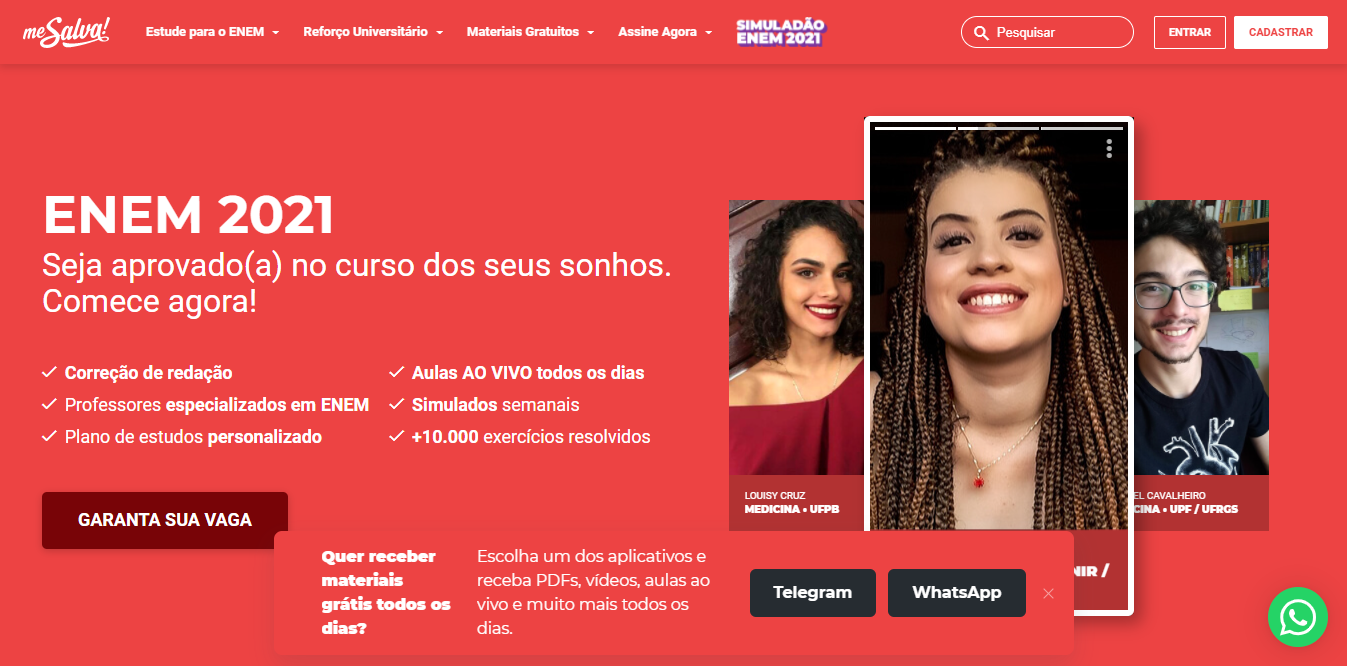 me Salva!
Estude para o ENEM
Reforço Universitário
Materiais Gratuitos
Assine Agora
SIMULADÃO
ENEM 2021
Pesquisar
ENTRAR
CADASTRAR
ENEM 2021
Seja aprovado(a) no curso dos seus sonhos.
Comece agora!
Correção de redação
Aulas AO VIVO todos os dias
Professores especializados em ENEM
Simulados semanais
Plano de estudos personalizado
+10.000 exercícios resolvidos
GARANTA SUA VAGA
LOUISY CRUZ
MEDICINA • UFPB
EL CAVALHEIRO
CINA • UPF / UFRGS
NIR /
Quer receber
materiais
grátis todos os
dias?
Escolha um dos aplicativos e
receba PDFs, vídeos, aulas ao
vivo e muito mais todos os
dias.
Telegram
WhatsApp